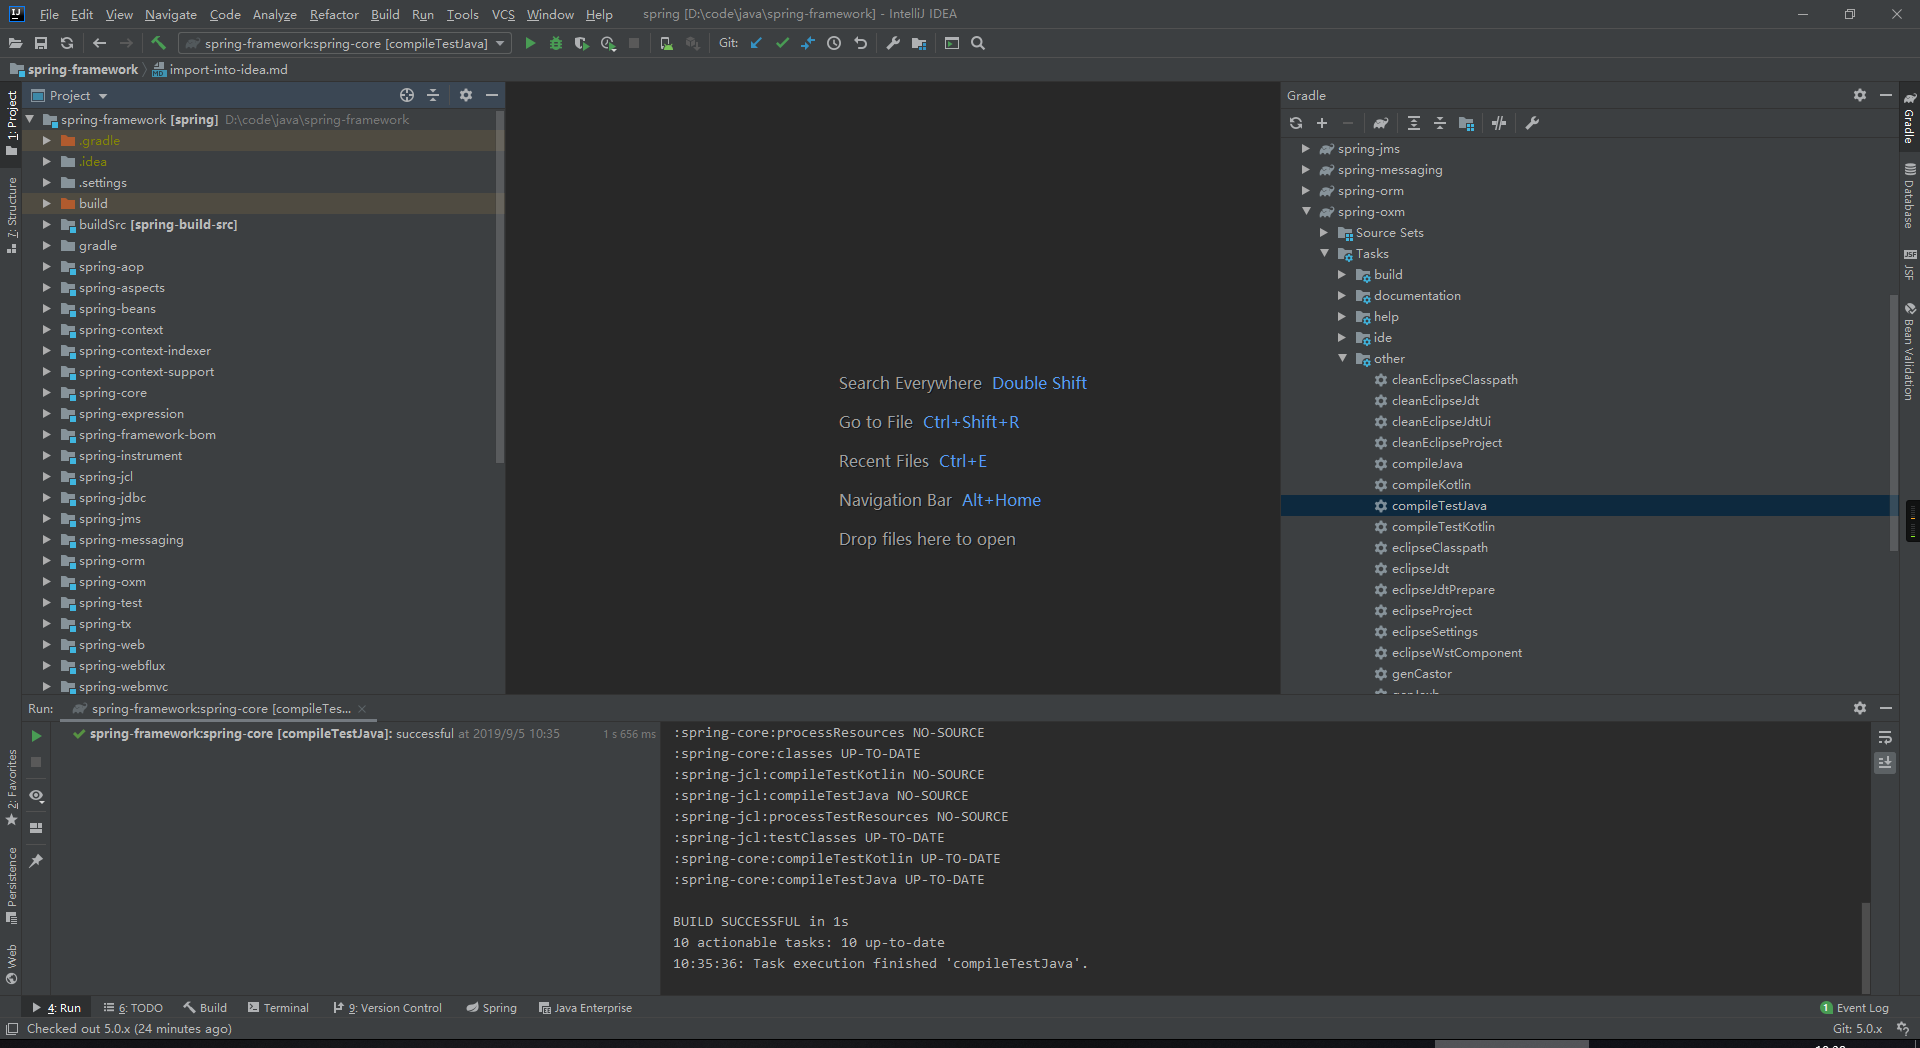 File Edit View Navigate Code Analyze Refactor Build Run Tools VCS Window Help spring [D:\code\java\spring-framework] - IntelliJ IDEA
spring-framework:spring-core [compileTestJava] Git:
spring-framework import-into-idea.md
Project
spring-framework [spring] D:\code\java\spring-framework
.gradle
.idea
.settings
build
buildSrc [spring-build-src]
gradle
spring-aop
spring-aspects
spring-beans
spring-context
spring-context-indexer
spring-context-support
spring-core
spring-expression
spring-framework-bom
spring-instrument
spring-jcl
spring-jdbc
spring-jms
spring-messaging
spring-orm
spring-oxm
spring-test
spring-tx
spring-web
spring-webflux
spring-webmvc
1: Project
7: Structure
2: Favorites
Persistence
Web
Search Everywhere Double Shift
Go to File Ctrl+Shift+R
Recent Files Ctrl+E
Navigation Bar Alt+Home
Drop files here to open
Gradle
spring-jms
spring-messaging
spring-orm
spring-oxm
Source Sets
Tasks
build
documentation
help
ide
other
cleanEclipseClasspath
cleanEclipseJdt
cleanEclipseJdtUi
cleanEclipseProject
compileJava
compileKotlin
compileTestJava
compileTestKotlin
eclipseClasspath
eclipseJdt
eclipseJdtPrepare
eclipseProject
eclipseSettings
eclipseWstComponent
genCastor
Gradle
Database
JSF
Bean Validation
Run: spring-framework:spring-core [compileTes...
spring-framework:spring-core [compileTestJava]: successful at 2019/9/5 10:35 1 s 656 ms
:spring-core:processResources NO-SOURCE
:spring-core:classes UP-TO-DATE
:spring-jcl:compileTestKotlin NO-SOURCE
:spring-jcl:compileTestJava NO-SOURCE
:spring-jcl:processTestResources NO-SOURCE
:spring-jcl:testClasses UP-TO-DATE
:spring-core:compileTestKotlin UP-TO-DATE
:spring-core:compileTestJava UP-TO-DATE
BUILD SUCCESSFUL in 1s
10 actionable tasks: 10 up-to-date
10:35:36: Task execution finished 'compileTestJava'.
4: Run 6: TODO Build Terminal 9: Version Control Spring Java Enterprise 1 Event Log
Checked out 5.0.x (24 minutes ago) Git: 5.0.x